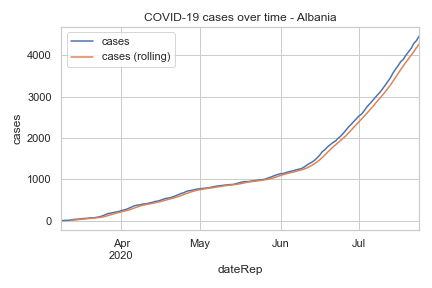 COVID-19 cases over time - Albania
cases
cases (rolling)
4000
3000
2000
1000
0
cases
Apr
2020
May
Jun
Jul
dateRep